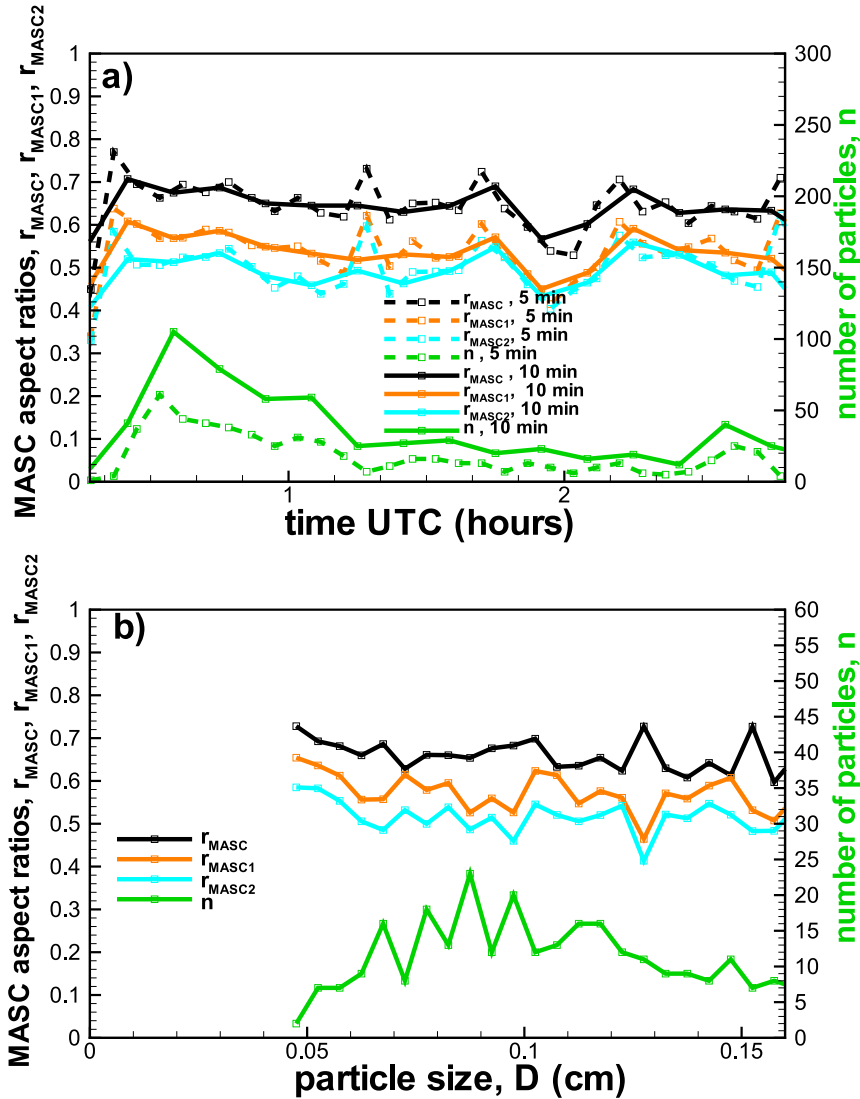 a)
MASC aspect ratios, rMASC, rMASC1, rMASC2
1
0.9
0.8
0.7
0.6
0.5
0.4
0.3
0.2
0.1
0
300
250
200
150
100
50
0
number of particles, n
rMASC , 5 min
rMASC1, 5 min
rMASC2, 5 min
n , 5 min
rMASC , 10 min
rMASC1, 10 min
rMASC2, 10 min
n , 10 min
1
2
time UTC (hours)
b)
MASC aspect ratios, rMASC, rMASC1, rMASC2
1
0.9
0.8
0.7
0.6
0.5
0.4
0.3
0.2
0.1
0
60
55
50
45
40
35
30
25
20
15
10
5
0
number of particles, n
rMASC
rMASC1
rMASC2
n
0
0.05
0.1
0.15
particle size, D (cm)